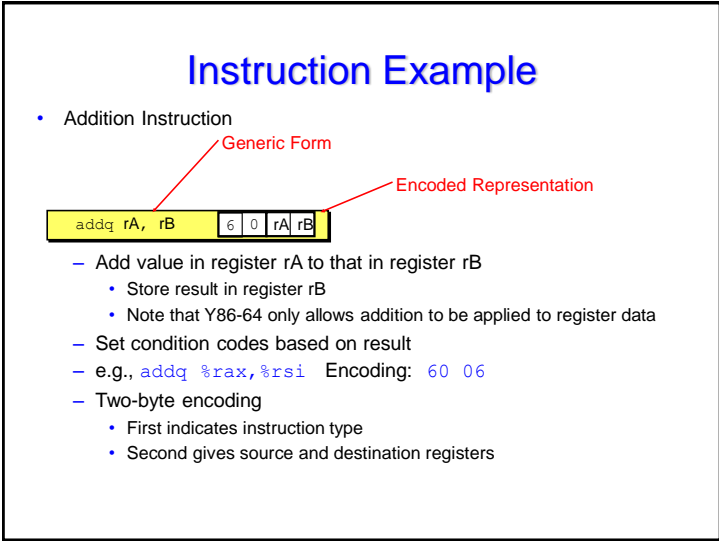 Instruction Example
• Addition Instruction
Generic Form
Encoded Representation
addq rA, rB 6 0 rA rB
– Add value in register rA to that in register rB
• Store result in register rB
• Note that Y86-64 only allows addition to be applied to register data
– Set condition codes based on result
– e.g., addq %rax,%rsi Encoding: 60 06
– Two-byte encoding
• First indicates instruction type
• Second gives source and destination registers